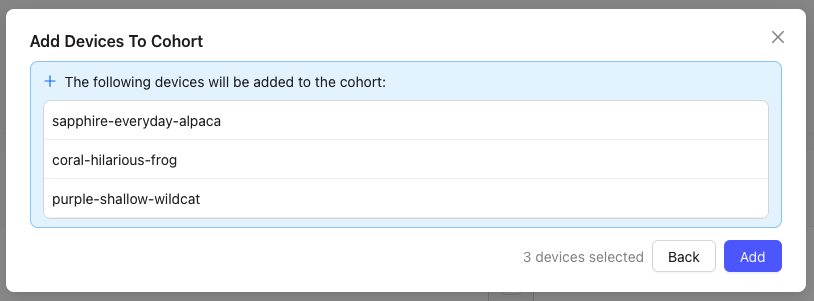 Add Devices To Cohort
The following devices will be added to the cohort:
sapphire-everyday-alpaca
coral-hilarious-frog
purple-shallow-wildcat
3 devices selected
Back
Add